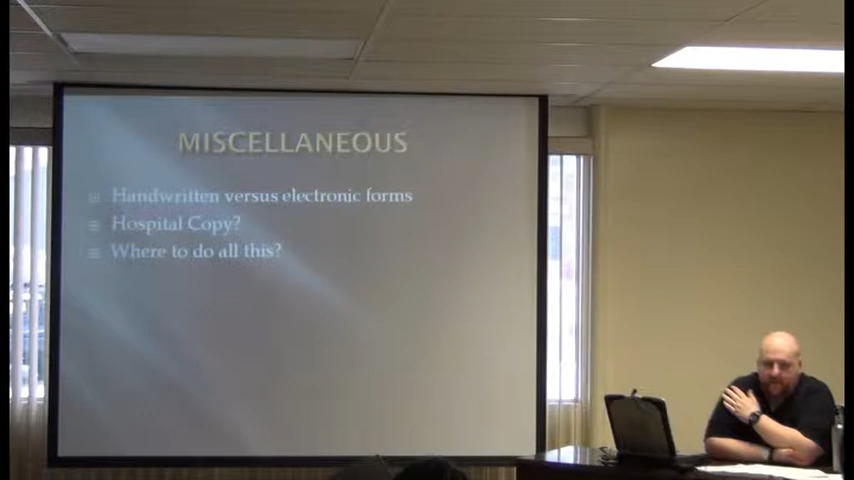 MISCELLANEOUS
Handwritten versus electronic forms
Hospital Copy?
Where to do all this?